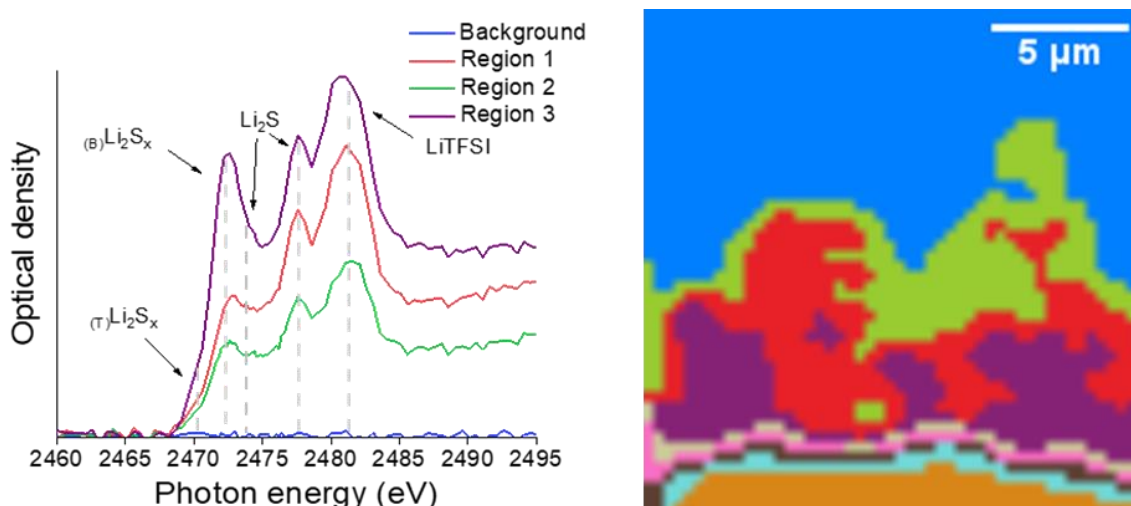 Background
Region 1
Region 2
Region 3
(B)Li₂Sₓ
Li₂S
LiTFSI
(T)Li₂Sₓ
Optical density
2460 2465 2470 2475 2480 2485 2490 2495
Photon energy (eV)
5 µm